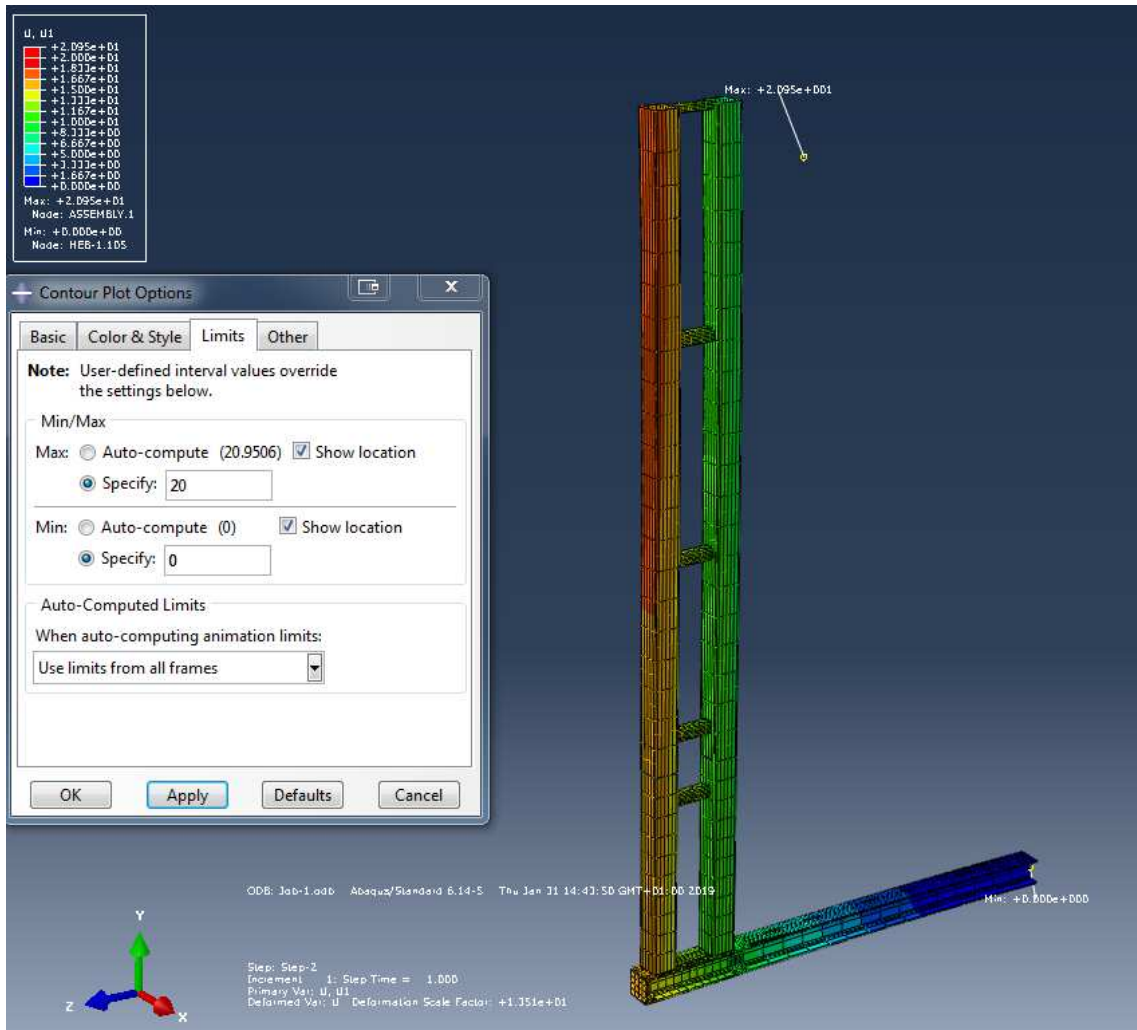 U, U1
+2.095e+01
+2.000e+01
+1.833e+01
+1.667e+01
+1.500e+01
+1.333e+01
+1.167e+01
+1.000e+01
+8.333e+00
+6.667e+00
+5.000e+00
+3.333e+00
+1.667e+00
+0.000e+00
Max: +2.095e+01
Node: ASSEMBLY.1
Min: +0.000e+00
Node: HEB-1.105
Max: +2.095e+001
Contour Plot Options
Basic Color & Style Limits Other
Note: User-defined interval values override
the settings below.
Min/Max
Max: Auto-compute (20.9506) Show location
Specify: 20
Min: Auto-compute (0) Show location
Specify: 0
Auto-Computed Limits
When auto-computing animation limits:
Use limits from all frames
OK Apply Defaults Cancel
ODB: Job-1.odb Abaqus/Standard 6.14-5 Thu Jan 31 14:43:50 GMT+01:00 2019
Min: +0.000e+000
Y
Z X
Step: Step-2
Increment 1: Step Time = 1.000
Primary Var: U, U1
Deformed Var: U Deformation Scale Factor: +1.351e+01